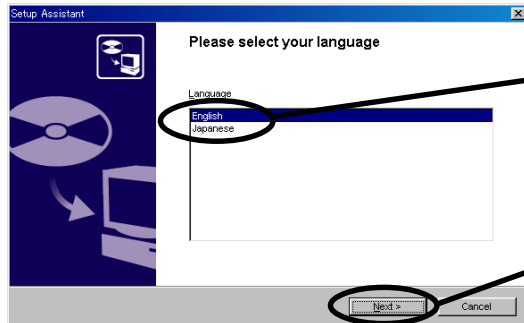 Setup Assistant
Please select your language
Language
English
Japanese
Next >
Cancel